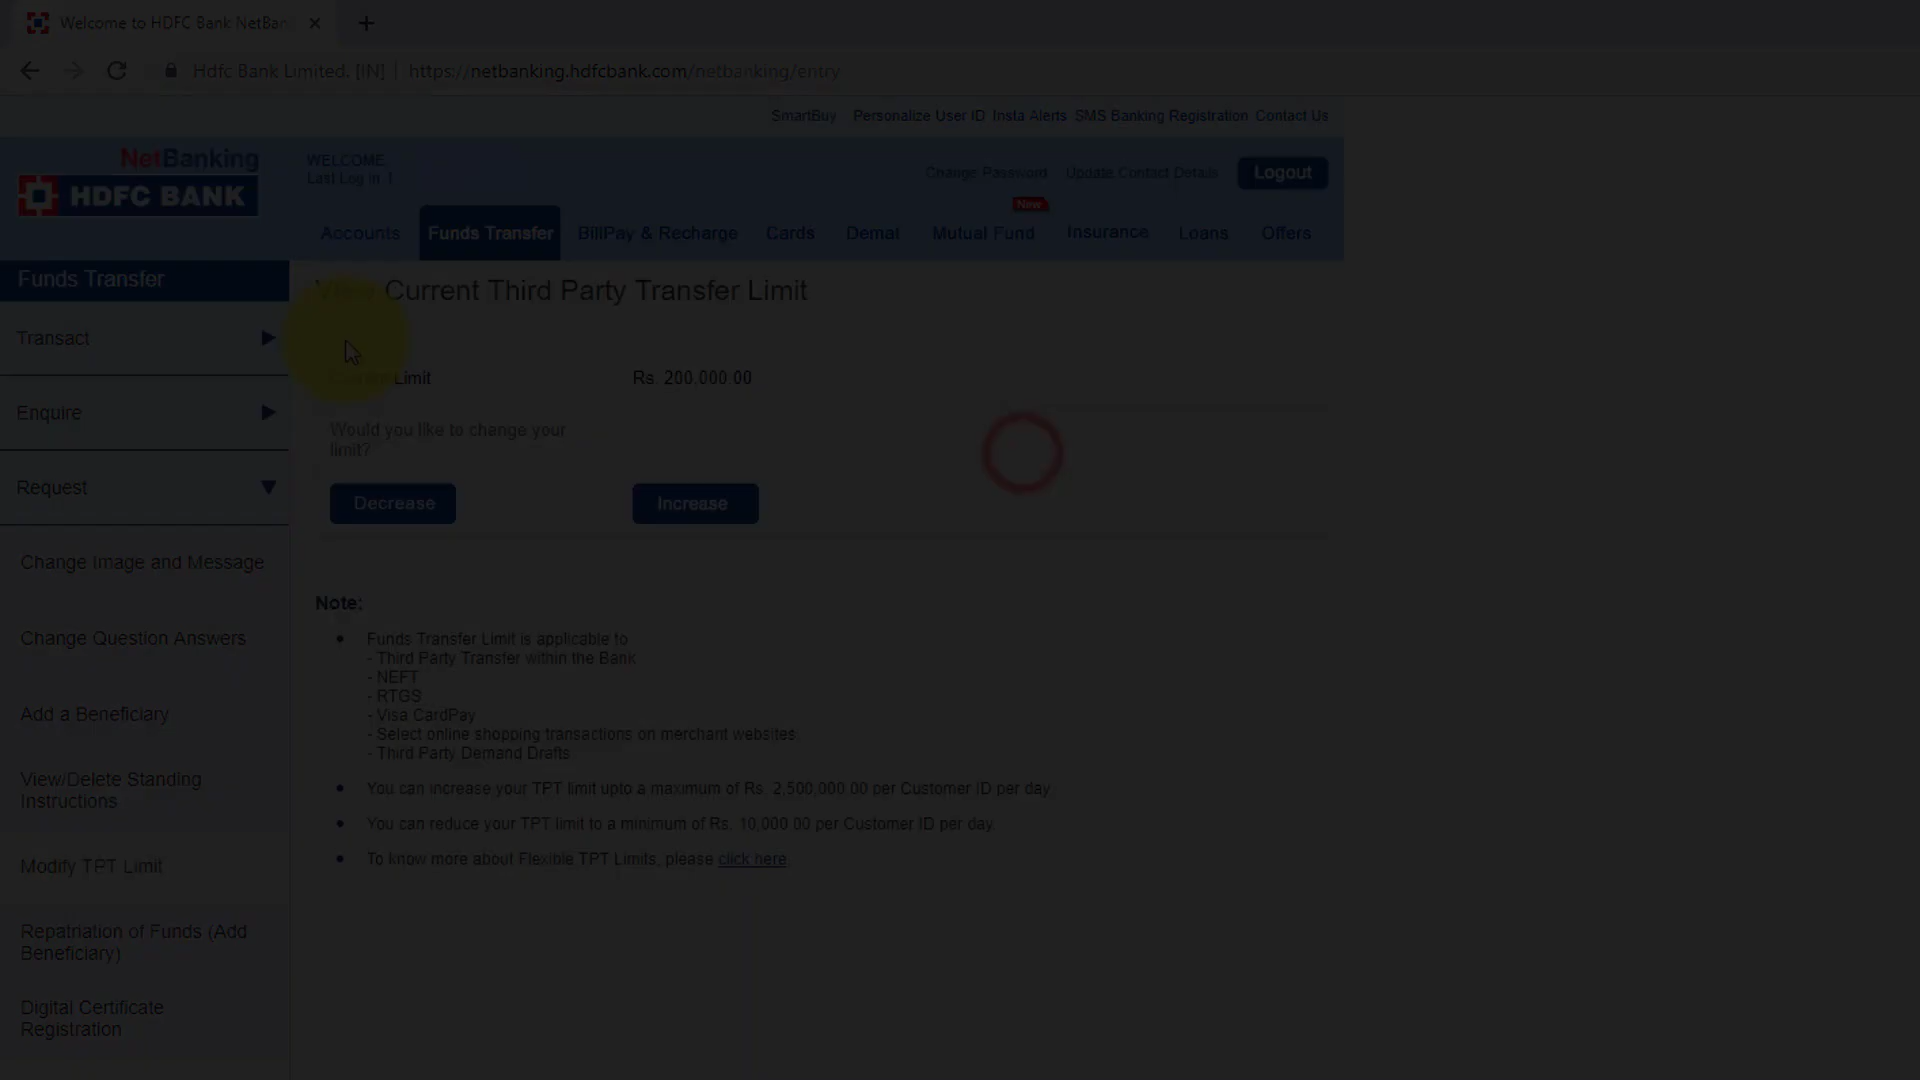 Welcome to HDFC Bank NetBan
Hdfc Bank Limited. [IN] | https://netbanking.hdfcbank.com/netbanking/entry
SmartBuy Personalize User ID Insta Alerts SMS Banking Registration Contact Us
NetBanking
HDFC BANK
WELCOME
Last Log in
Change Password Update Contact Details Logout
New
Accounts Funds Transfer BillPay & Recharge Cards Demat Mutual Fund Insurance Loans Offers
Funds Transfer
Transact
Enquire
Request
Change Image and Message
Change Question Answers
Add a Beneficiary
View/Delete Standing
Instructions
Modify TPT Limit
Repatriation of Funds (Add
Beneficiary)
Digital Certificate
Registration
View Current Third Party Transfer Limit
Limit Rs. 200,000.00
Would you like to change your
limit?
Decrease Increase
Note:
Funds Transfer Limit is applicable to
- Third Party Transfer within the Bank
- NEFT
- RTGS
- Visa CardPay
- Select online shopping transactions on merchant websites
- Third Party Demand Drafts
You can increase your TPT limit upto a maximum of Rs. 2,500,000.00 per Customer ID per day
You can reduce your TPT limit to a minimum of Rs. 10,000.00 per Customer ID per day
To know more about Flexible TPT Limits, please click here